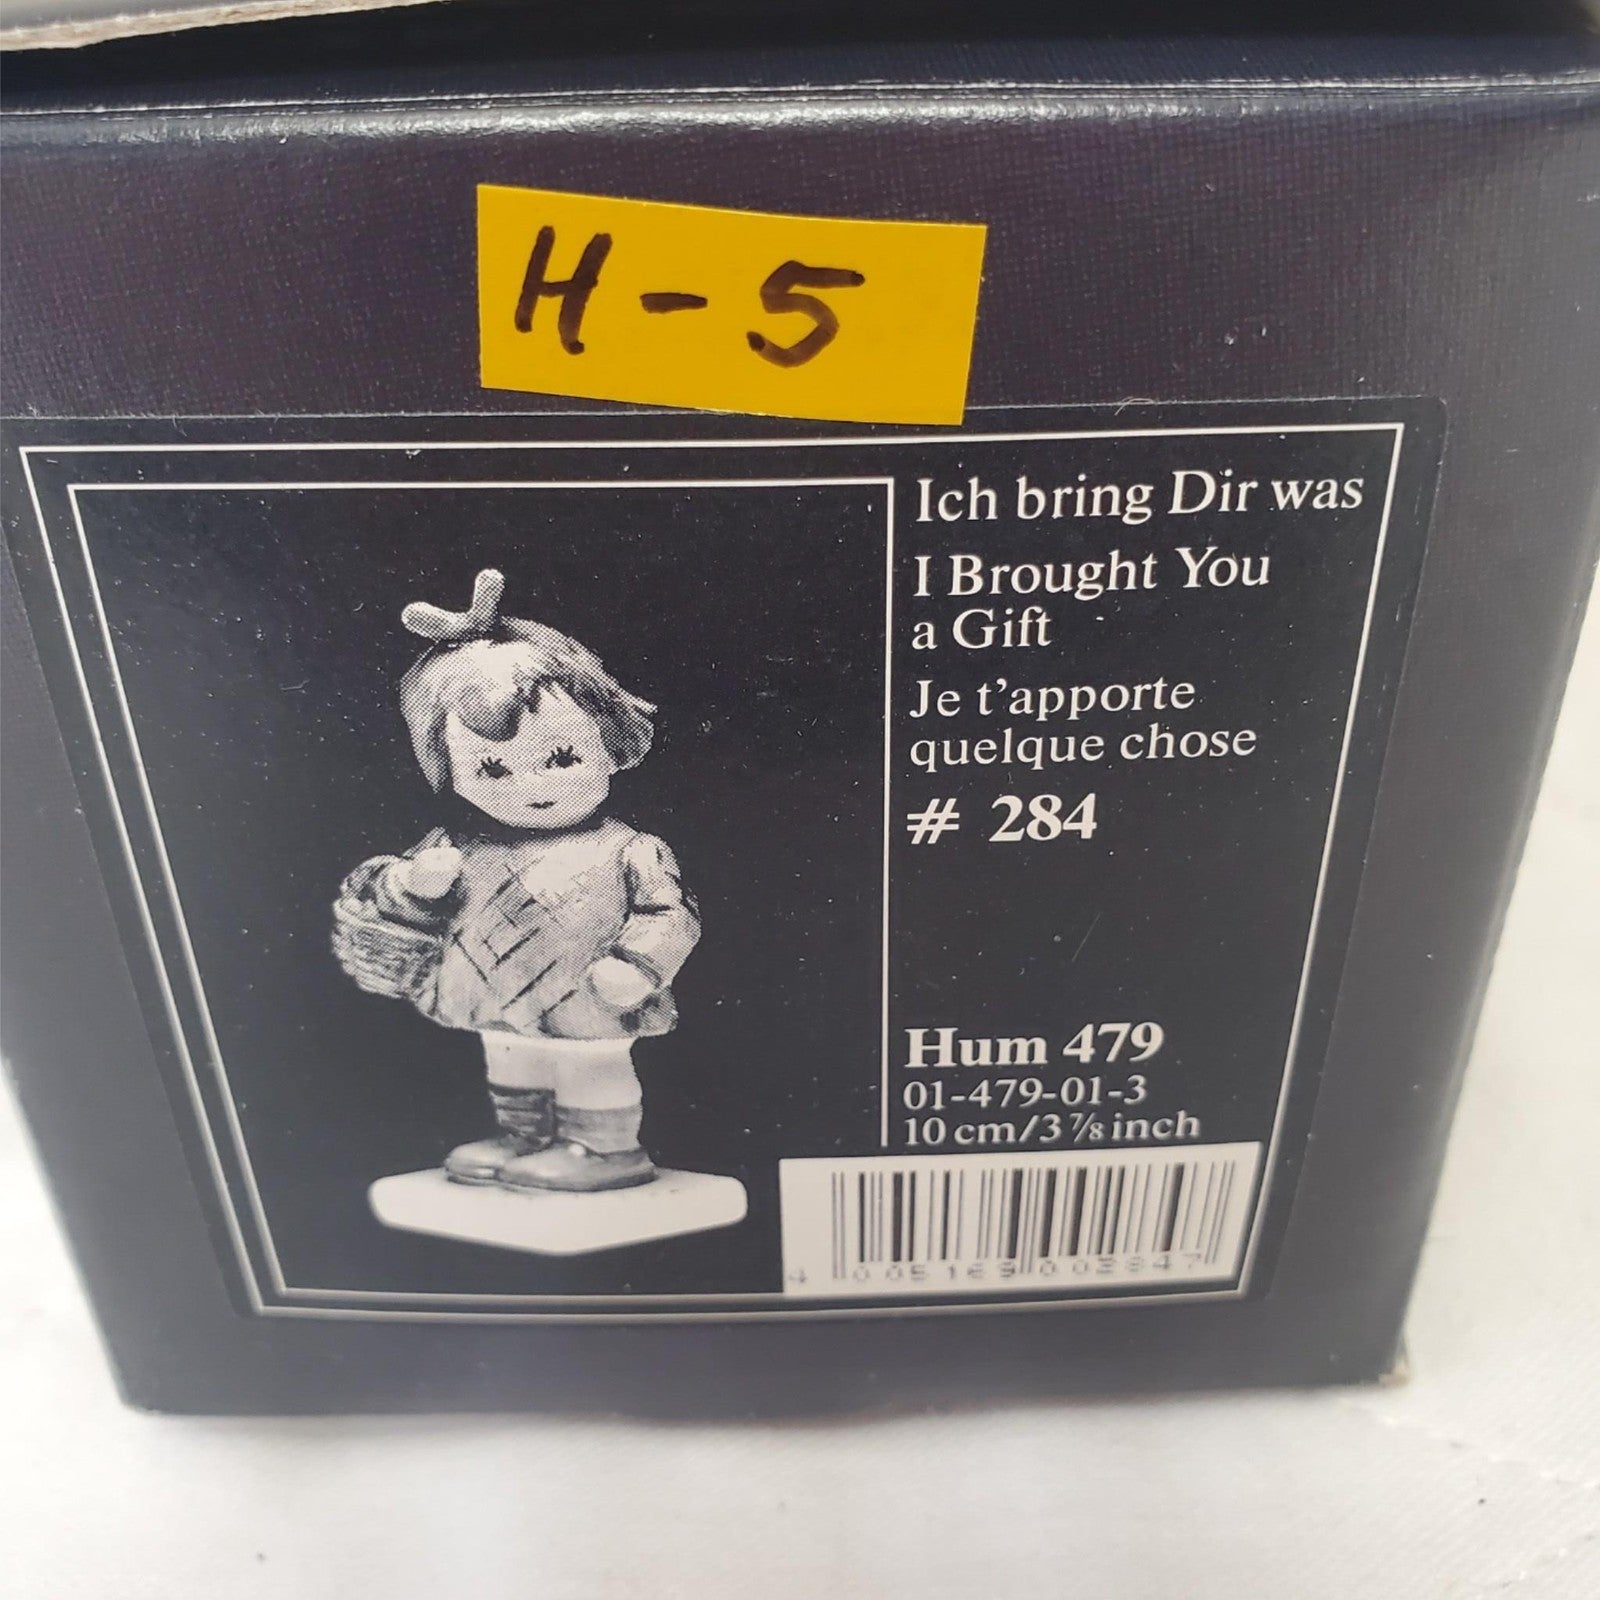 H-5
Ich bring Dir was
I Brought You
a Gift
Je t'apporte
quelque chose
# 284
Hum 479
01-479-01-3
10 cm/3 ⅞ inch